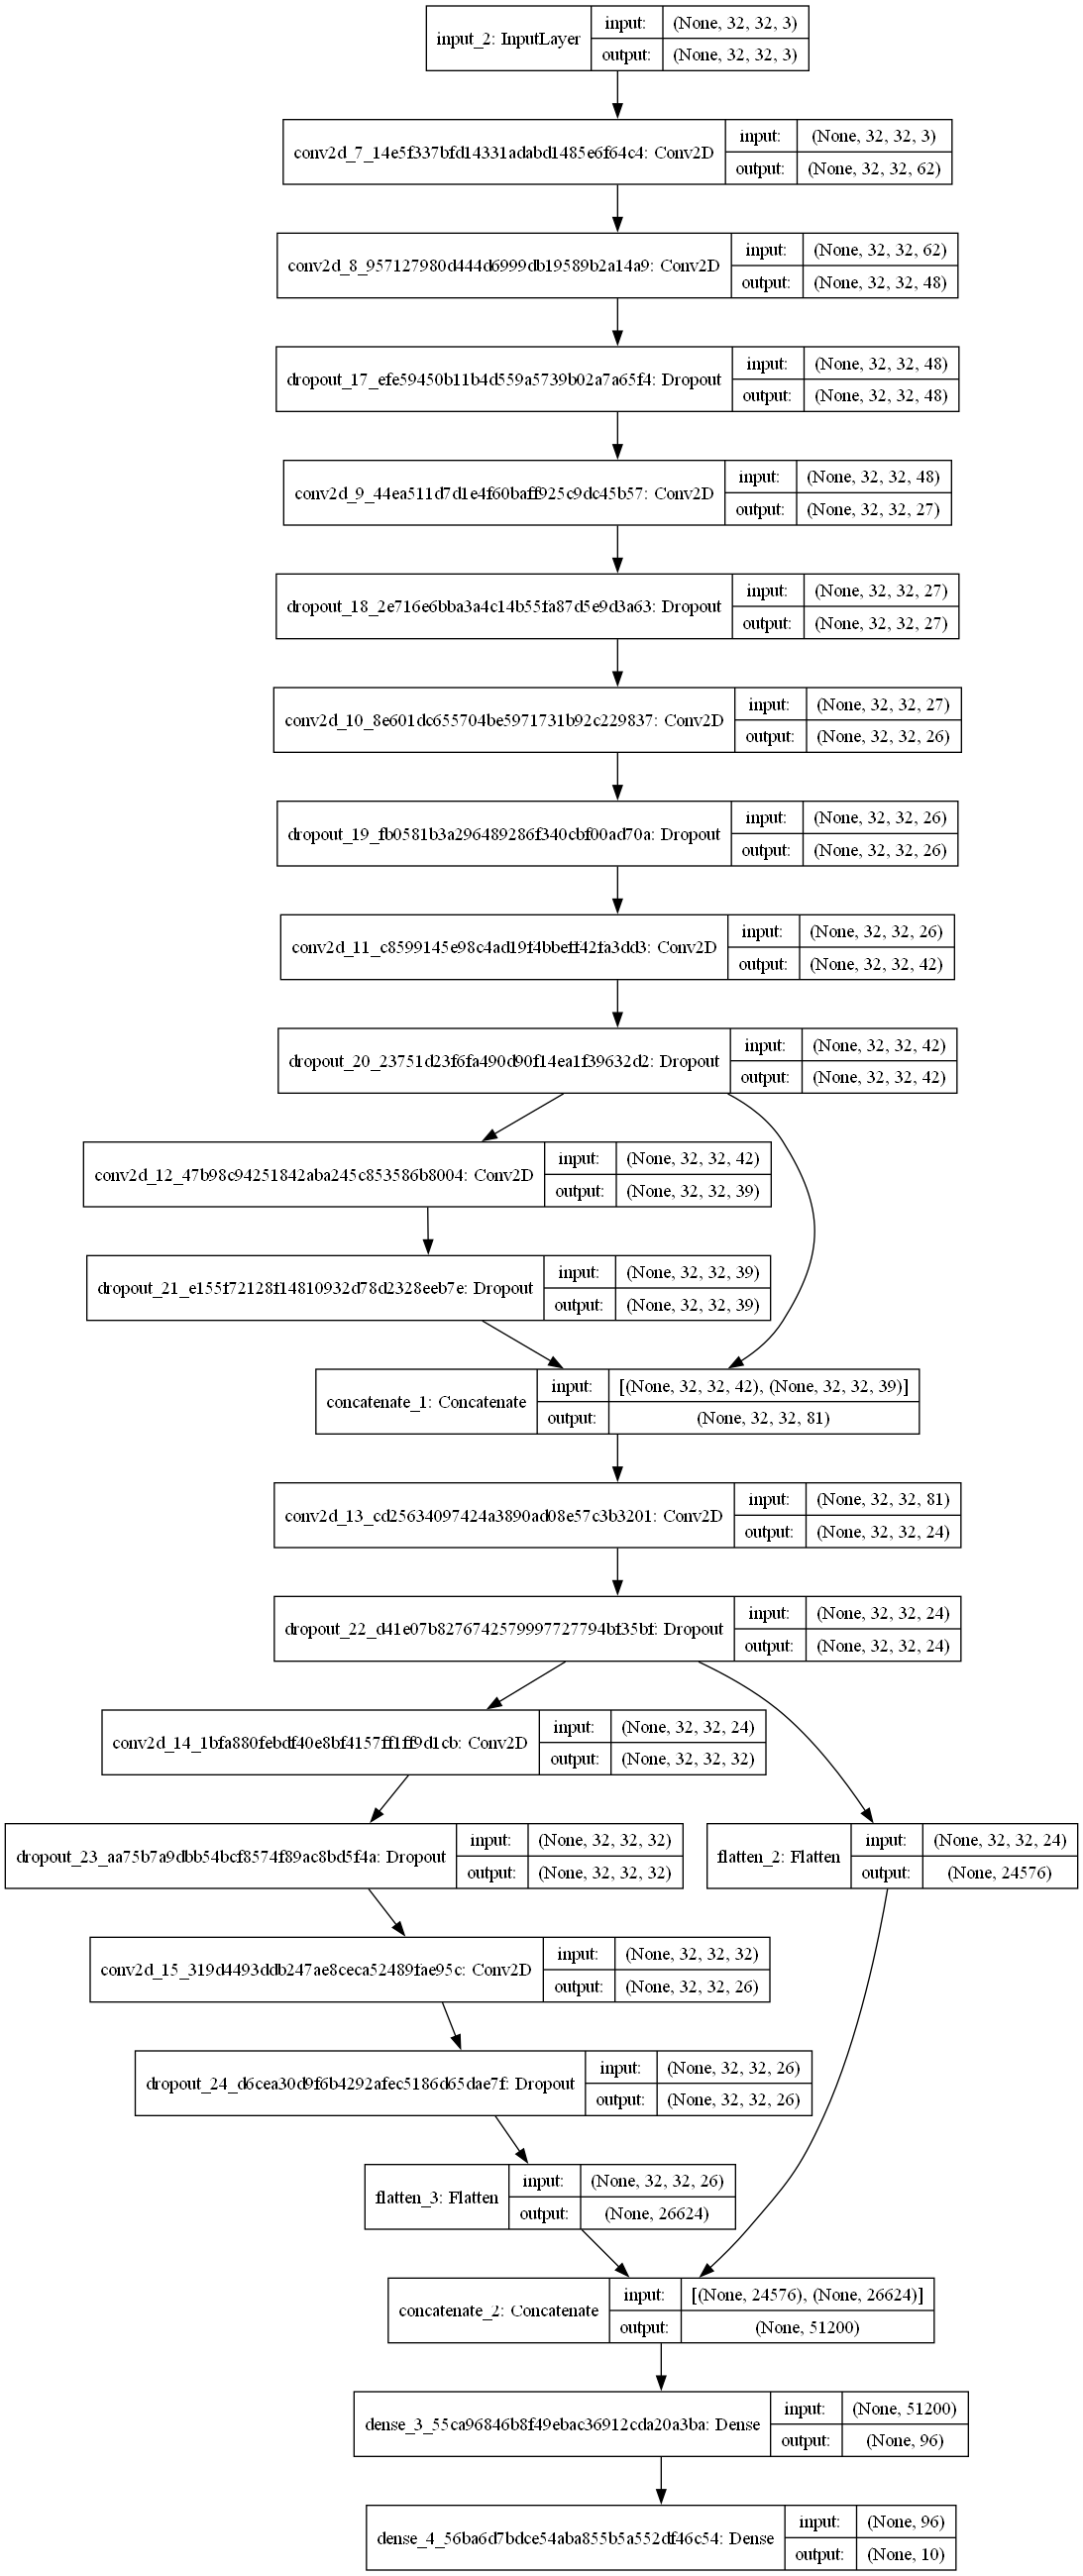 input_2: InputLayer
input: (None, 32, 32, 3)
output: (None, 32, 32, 3)
conv2d_7_14e5f337bfd14331adabd1485e6f64c4: Conv2D
input: (None, 32, 32, 3)
output: (None, 32, 32, 62)
conv2d_8_957127980d444d6999db19589b2a14a9: Conv2D
input: (None, 32, 32, 62)
output: (None, 32, 32, 48)
dropout_17_efe59450b11b4d559a5739b02a7a65f4: Dropout
input: (None, 32, 32, 48)
output: (None, 32, 32, 48)
conv2d_9_44ea511d7d1e4f60baff925c9dc45b57: Conv2D
input: (None, 32, 32, 48)
output: (None, 32, 32, 27)
dropout_18_2e716e6bba3a4c14b55fa87d5e9d3a63: Dropout
input: (None, 32, 32, 27)
output: (None, 32, 32, 27)
conv2d_10_8e601dc655704be5971731b92c229837: Conv2D
input: (None, 32, 32, 27)
output: (None, 32, 32, 26)
dropout_19_fb0581b3a296489286f340cbf00ad70a: Dropout
input: (None, 32, 32, 26)
output: (None, 32, 32, 26)
conv2d_11_c8599145e98c4ad19f4bbeff42fa3dd3: Conv2D
input: (None, 32, 32, 26)
output: (None, 32, 32, 42)
dropout_20_23751d23f6fa490d90f14ea1f39632d2: Dropout
input: (None, 32, 32, 42)
output: (None, 32, 32, 42)
conv2d_12_47b98c94251842aba245c853586b8004: Conv2D
input: (None, 32, 32, 42)
output: (None, 32, 32, 39)
dropout_21_e155f72128f14810932d78d2328eeb7e: Dropout
input: (None, 32, 32, 39)
output: (None, 32, 32, 39)
concatenate_1: Concatenate
input: [(None, 32, 32, 42), (None, 32, 32, 39)]
output: (None, 32, 32, 81)
conv2d_13_cd25634097424a3890ad08e57c3b3201: Conv2D
input: (None, 32, 32, 81)
output: (None, 32, 32, 24)
dropout_22_d41e07b8276742579997727794bf35bf: Dropout
input: (None, 32, 32, 24)
output: (None, 32, 32, 24)
conv2d_14_1bfa880febdf40e8bf4157ff1ff9d1cb: Conv2D
input: (None, 32, 32, 24)
output: (None, 32, 32, 32)
dropout_23_aa75b7a9dbb54bcf8574f89ac8bd5f4a: Dropout
input: (None, 32, 32, 32)
output: (None, 32, 32, 32)
flatten_2: Flatten
input: (None, 32, 32, 24)
output: (None, 24576)
conv2d_15_319d4493ddb247ae8ceca52489fae95c: Conv2D
input: (None, 32, 32, 32)
output: (None, 32, 32, 26)
dropout_24_d6cea30d9f6b4292afec5186d65dae7f: Dropout
input: (None, 32, 32, 26)
output: (None, 32, 32, 26)
flatten_3: Flatten
input: (None, 32, 32, 26)
output: (None, 26624)
concatenate_2: Concatenate
input: [(None, 24576), (None, 26624)]
output: (None, 51200)
dense_3_55ca96846b8f49ebac36912cda20a3ba: Dense
input: (None, 51200)
output: (None, 96)
dense_4_56ba6d7bdce54aba855b5a552df46c54: Dense
input: (None, 96)
output: (None, 10)